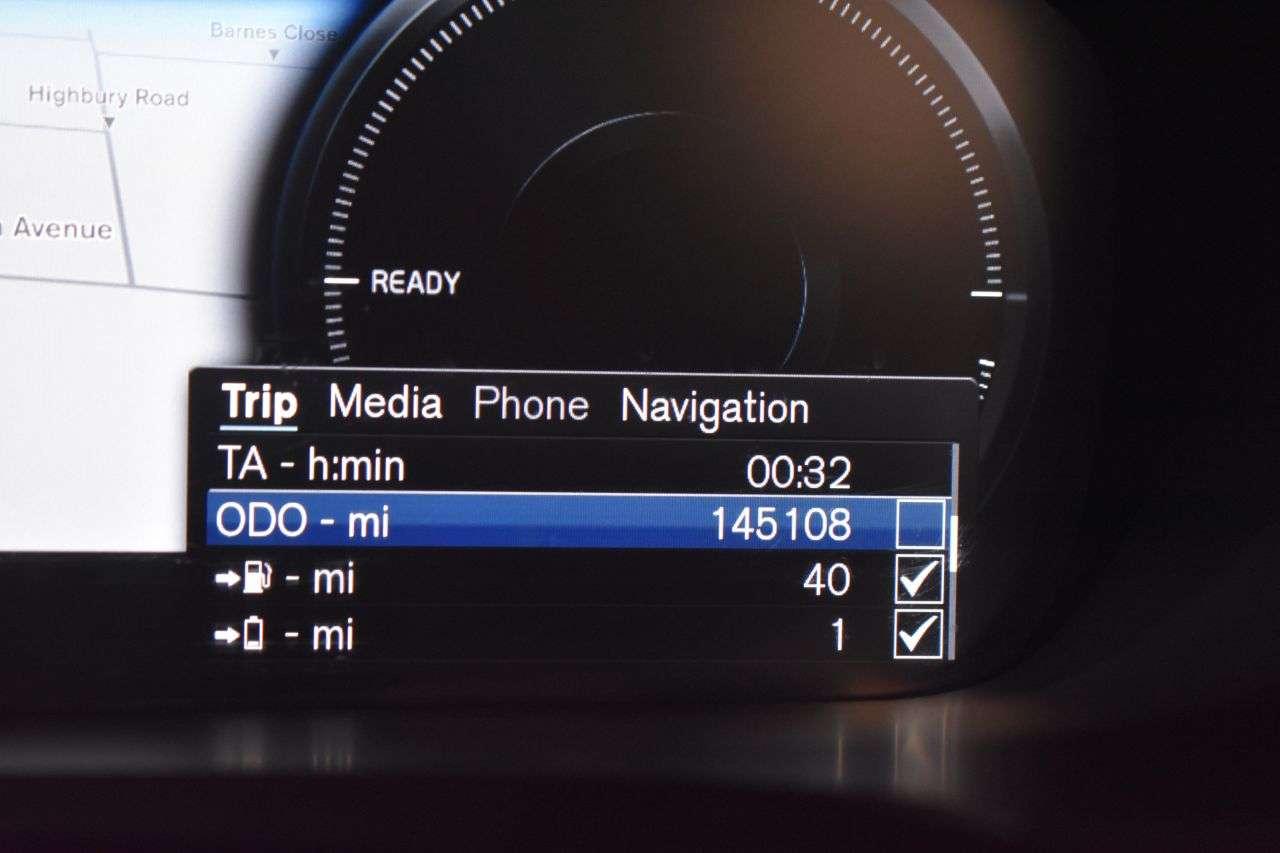 Barnes Close
Highbury Road
Avenue
READY
Trip Media Phone Navigation
TA - h:min 00:32
ODO - mi 145108
- mi 40
- mi 1